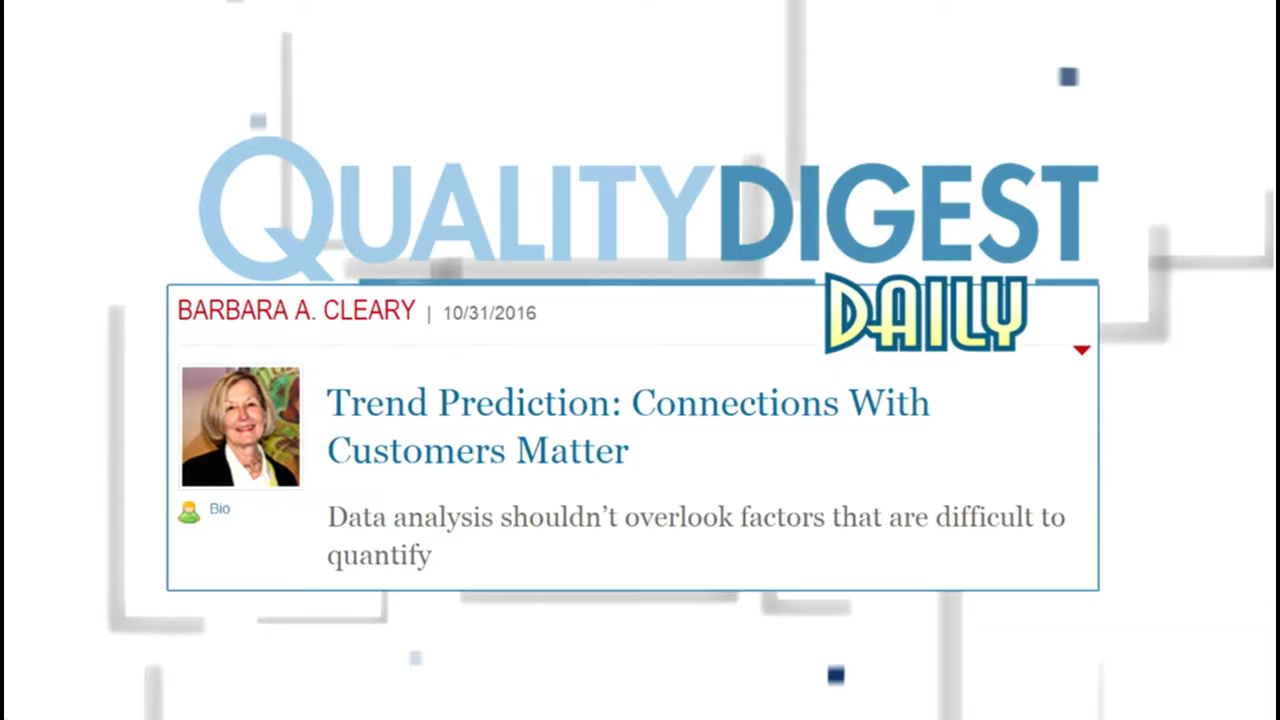 QUALITYDIGEST
DAILY
BARBARA A. CLEARY | 10/31/2016
Trend Prediction: Connections With
Customers Matter
Bio
Data analysis shouldn’t overlook factors that are difficult to
quantify